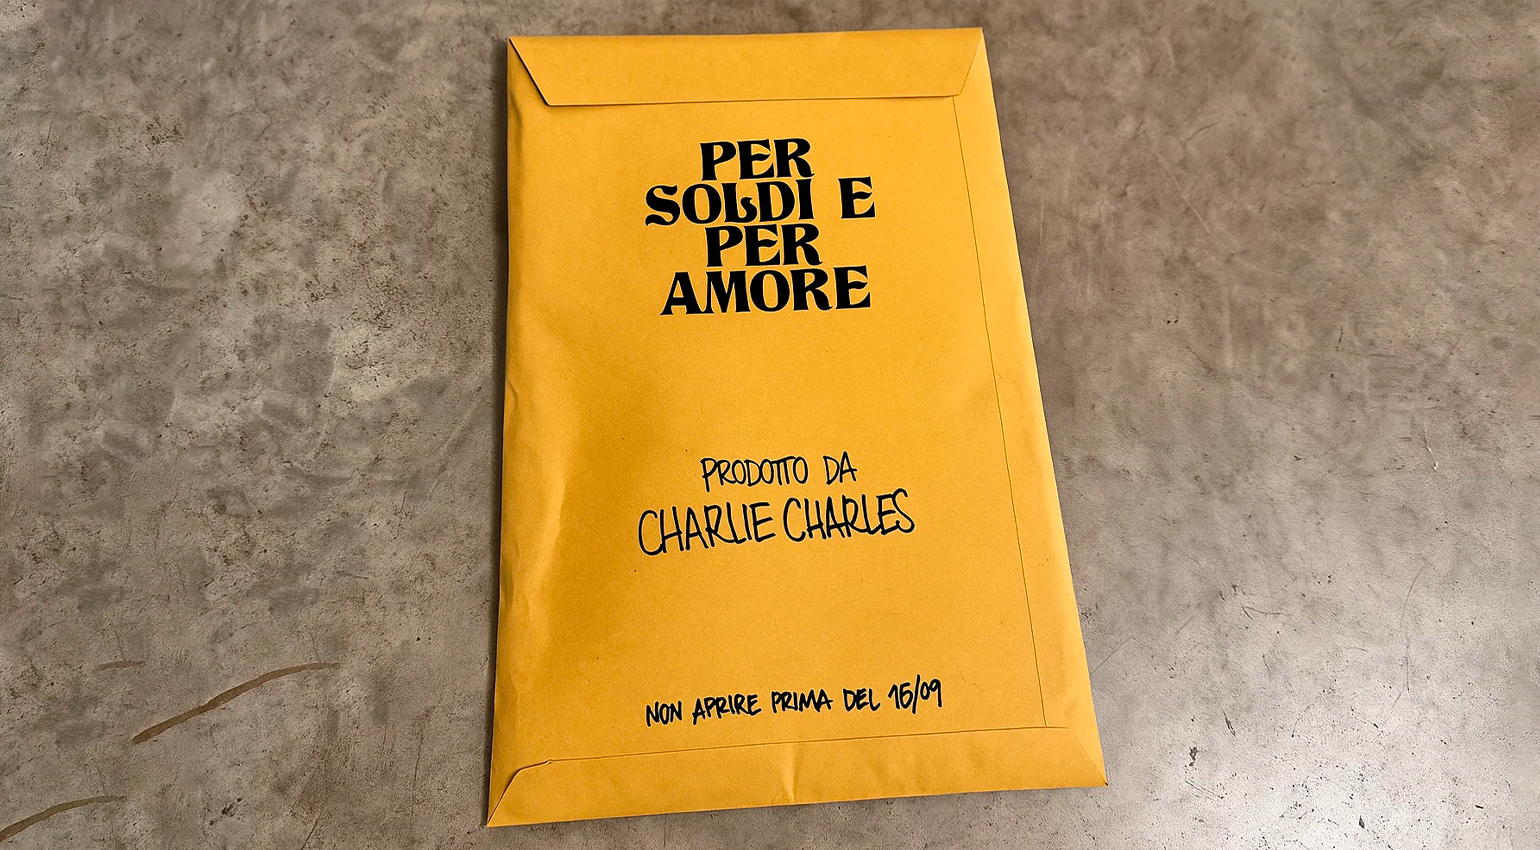 PER
SOLDI E
PER
AMORE
PRODOTTO DA
CHARLIE CHARLES
NON APRIRE PRIMA DEL 15/09